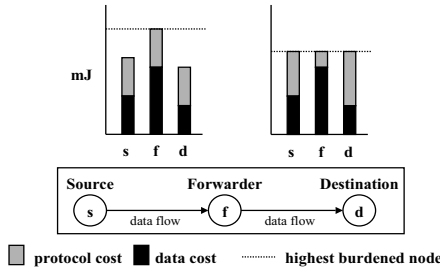 mJ
s f d
s f d
Source Forwarder Destination
s f d
data flow data flow
protocol cost data cost highest burdened node